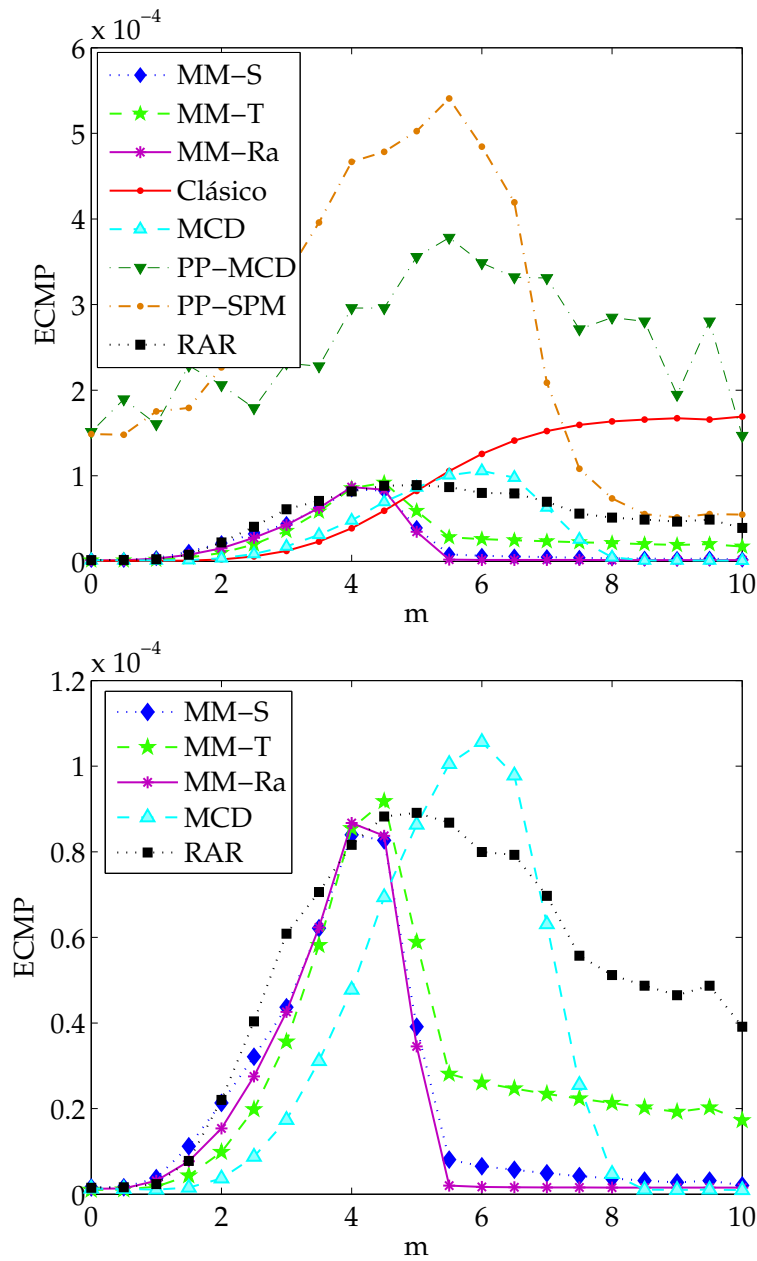 x 10⁻⁴
6
5
4
3
2
1
0
ECMP
MM–S
MM–T
MM–Ra
Clásico
MCD
PP–MCD
PP–SPM
RAR
0 2 4 6 8 10
m
x 10⁻⁴
1.2
1
0.8
0.6
0.4
0.2
0
ECMP
MM–S
MM–T
MM–Ra
MCD
RAR
0 2 4 6 8 10
m